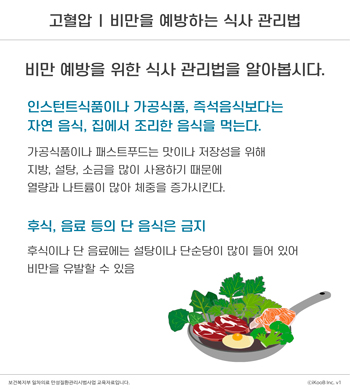 고혈압 | 비만을 예방하는 식사 관리법
비만 예방을 위한 식사 관리법을 알아봅시다.
인스턴트식품이나 가공식품, 즉석음식보다는
자연 음식, 집에서 조리한 음식을 먹는다.
가공식품이나 패스트푸드는 맛이나 저장성을 위해
지방, 설탕, 소금을 많이 사용하기 때문에
열량과 나트륨이 많아 체중을 증가시킨다.
후식, 음료 등의 단 음식은 금지
후식이나 단 음료에는 설탕이나 단순당이 많이 들어 있어
비만을 유발할 수 있음
보건복지부 일차의료 만성질환관리시범사업 교육자료입니다.
ⓒiKooB Inc. v1